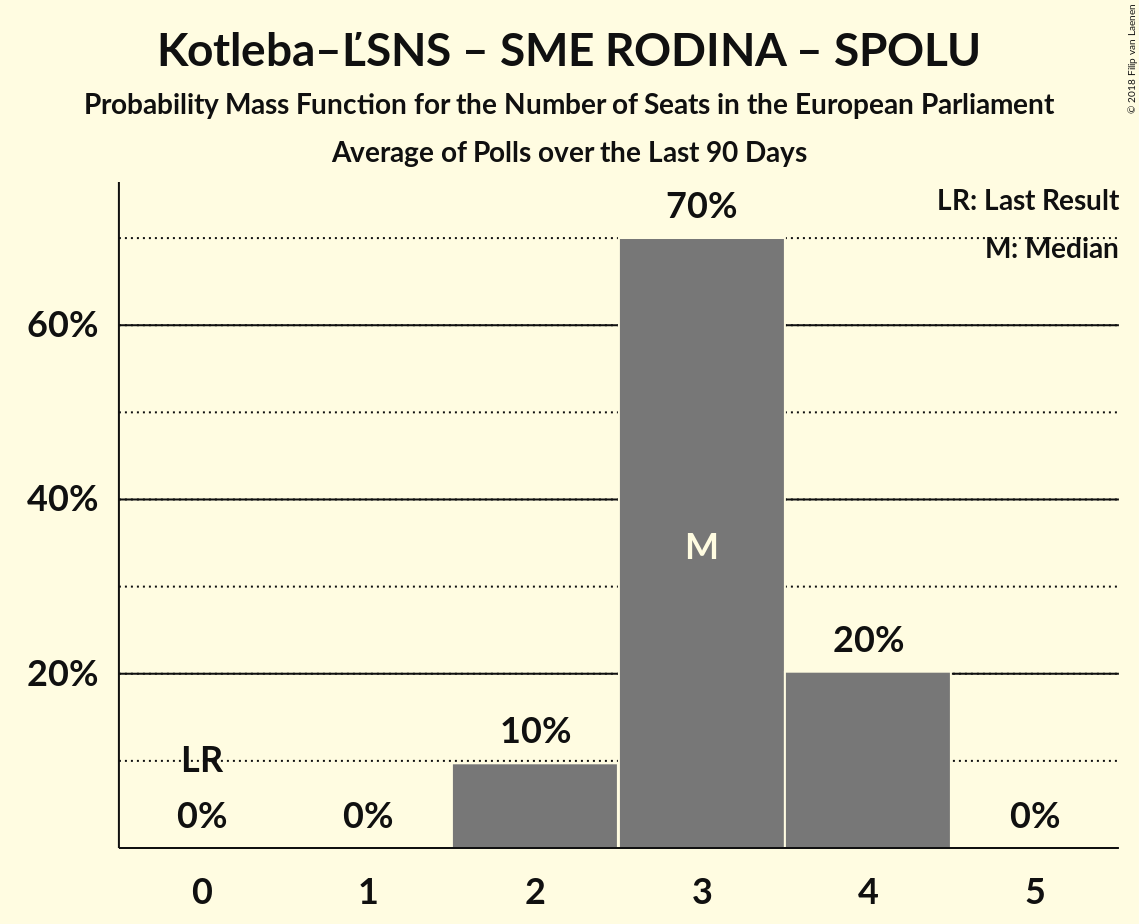 Kotleba–ĽSNS – SME RODINA – SPOLU
Probability Mass Function for the Number of Seats in the European Parliament
Average of Polls over the Last 90 Days
© 2018 Filip van Laenen
LR: Last Result
M: Median
70%
60%
40%
M
20%
20%
10%
LR
0%
0%
0%
0
1
2
3
4
5